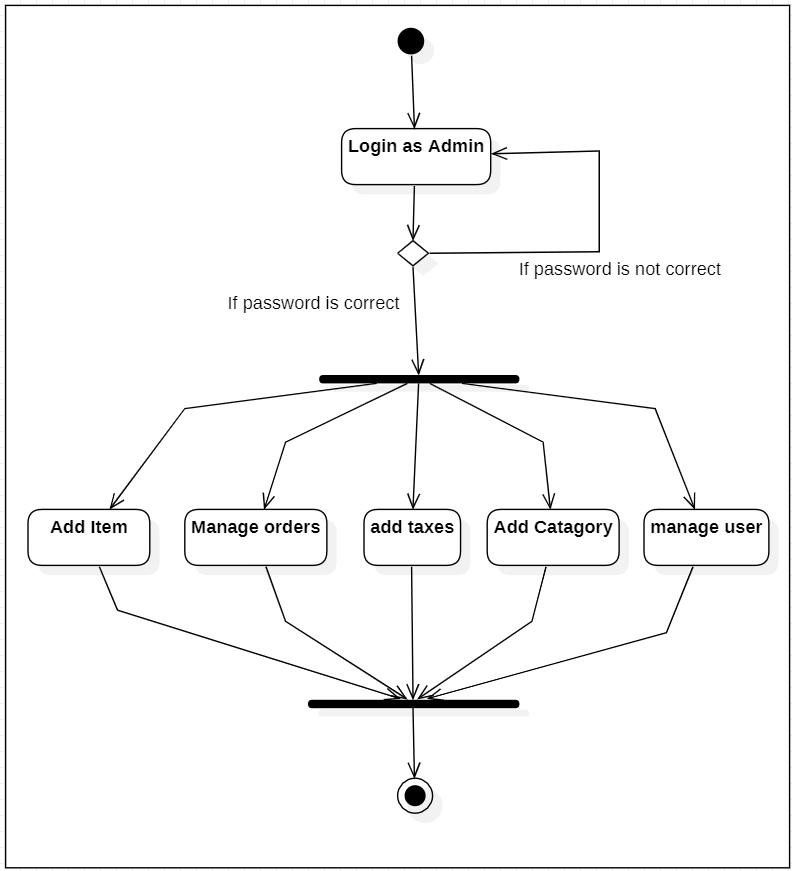 Login as Admin
If password is not correct
If password is correct
Add Item
Manage orders
add taxes
Add Catagory
manage user